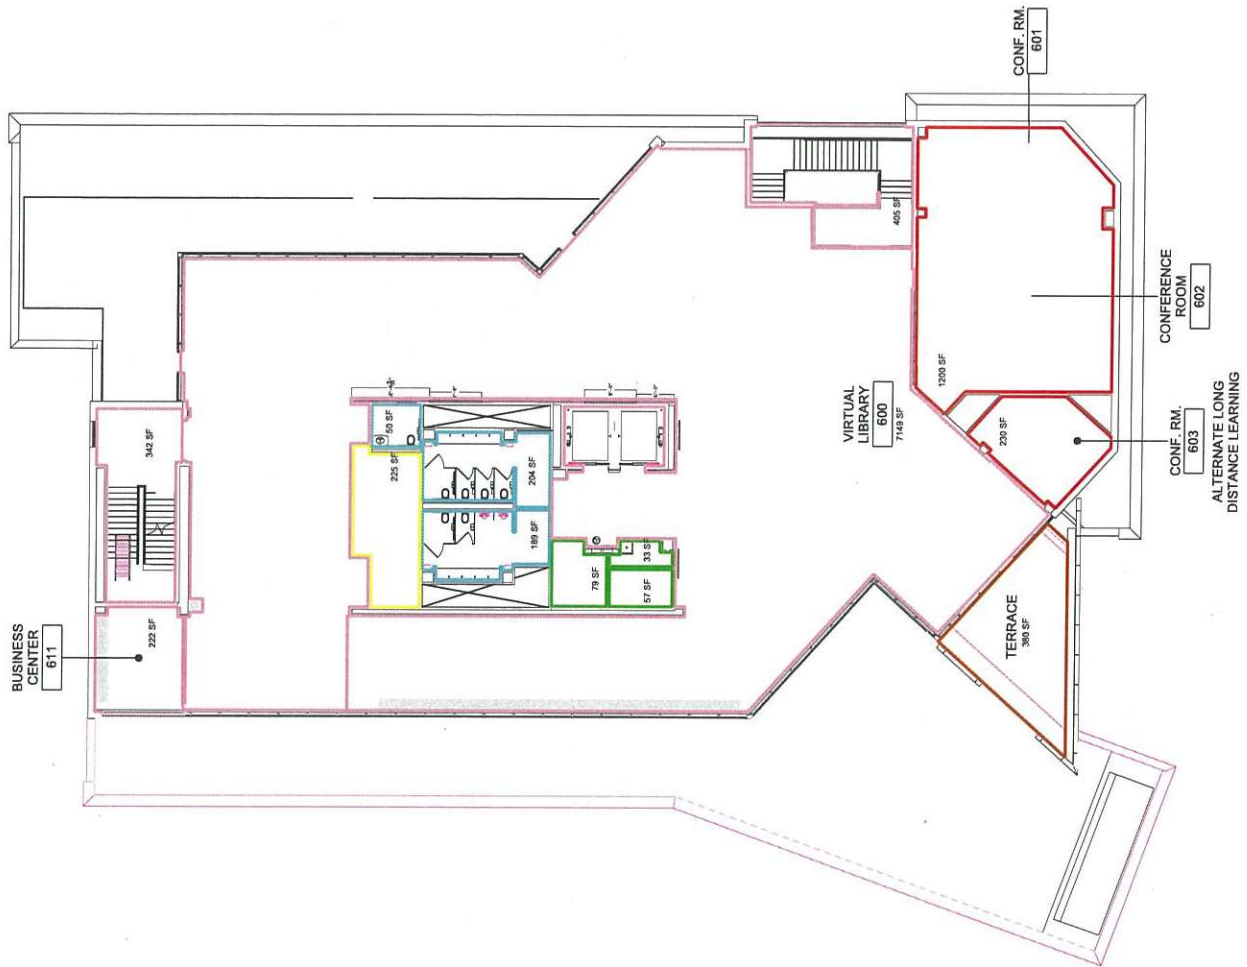 BUSINESS
CENTER
611
222 SF
342 SF
225 SF
50 SF
204 SF
189 SF
79 SF
57 SF
33 SF
VIRTUAL
LIBRARY
600
7149 SF
405 SF
1200 SF
230 SF
TERRACE
380 SF
CONF. RM.
601
CONFERENCE
ROOM
602
CONF. RM.
603
ALTERNATE LONG
DISTANCE LEARNING